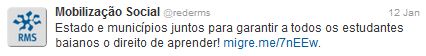 Mobilização Social @rederms 12 Jan
Estado e municípios juntos para garantir a todos os estudantes
baianos o direito de aprender! migre.me/7nEEw.
RMS